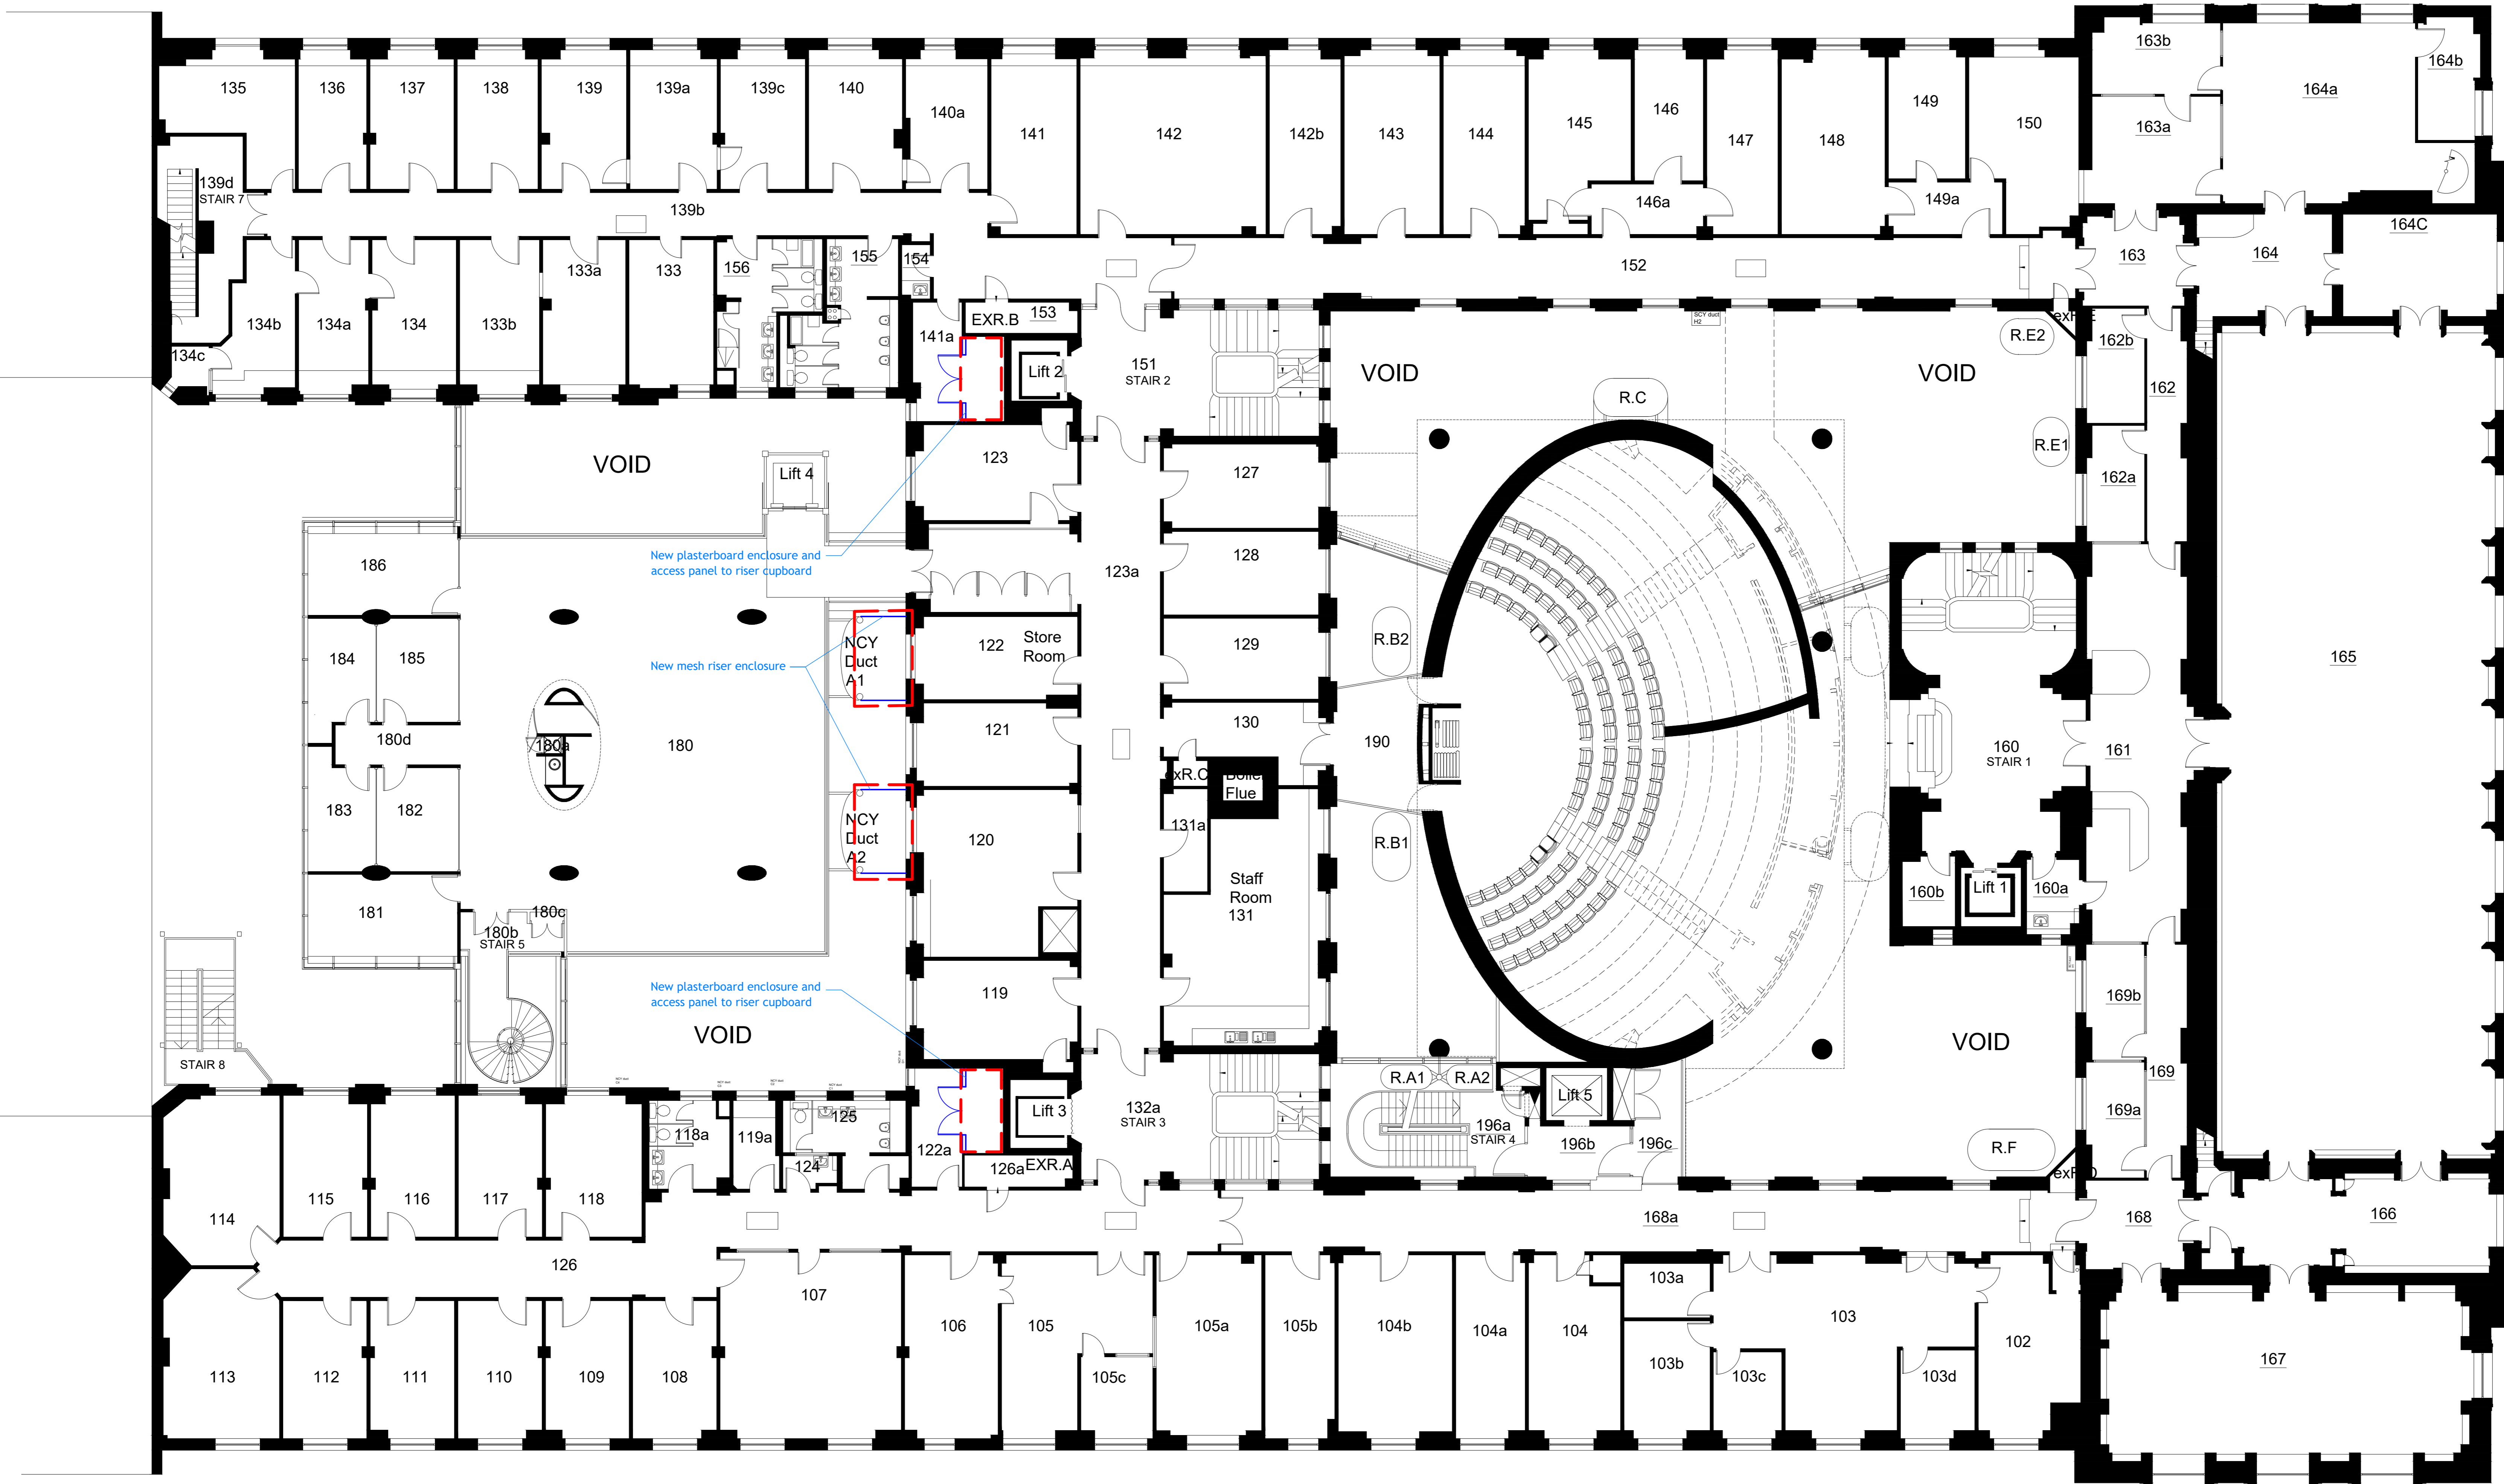 163b
164b
135
136
137
138
139
139a
139c
140
164a
140a
149
146
163a
141
142
142b
143
144
145
147
148
150
139d
STAIR 7
139b
146a
149a
164C
156
155
154
152
163
164
133a
133
EXR.B
153
SCY duct
H2
134b
134a
134
133b
141a
R.E2
162b
134c
Lift 2
151
STAIR 2
VOID
VOID
162
R.C
R.E1
VOID
Lift 4
123
127
162a
New plasterboard enclosure and
access panel to riser cupboard
186
123a
128
184
185
New mesh riser enclosure
NCY
Duct
A1
122
Store
Room
129
R.B2
165
180d
180a
180
121
130
190
160
STAIR 1
161
exR.C
Boiler
Flue
183
182
NCY
Duct
A2
120
131a
R.B1
Staff
Room
131
160b
Lift 1
160a
181
180c
180b
STAIR 5
New plasterboard enclosure and
access panel to riser cupboard
119
169b
VOID
VOID
STAIR 8
R.A1
R.A2
169
Lift 5
169a
118a
119a
125
Lift 3
132a
STAIR 3
196a
STAIR 4
196b
196c
R.F
122a
126a
EXR.A
124
114
115
116
117
118
168a
168
166
126
107
103a
113
112
111
110
109
108
106
105
105a
105b
104b
104a
104
103
102
167
103b
105c
103c
103d